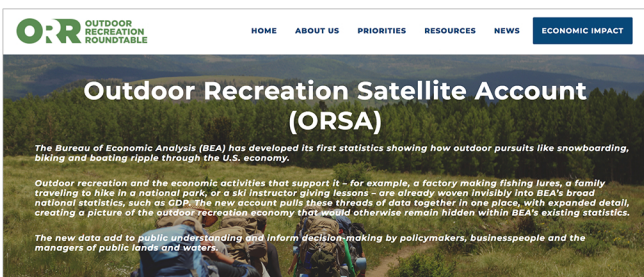 ORR OUTDOOR
RECREATION
ROUNDTABLE
HOME ABOUT US PRIORITIES RESOURCES NEWS ECONOMIC IMPACT
Outdoor Recreation Satellite Account
(ORSA)
The Bureau of Economic Analysis (BEA) has developed its first statistics showing how outdoor pursuits like snowboarding,
biking and boating ripple through the U.S. economy.
Outdoor recreation and the economic activities that support it – for example, a factory making fishing lures, a family
traveling to hike in a national park, or a ski instructor giving lessons – are already woven invisibly into BEA's broad
national statistics, such as GDP. The new account pulls these threads of data together in one place, with expanded detail,
creating a picture of the outdoor recreation economy that would otherwise remain hidden within BEA's existing statistics.
The new data add to public understanding and inform decision-making by policymakers, businesspeople and the
managers of public lands and waters.